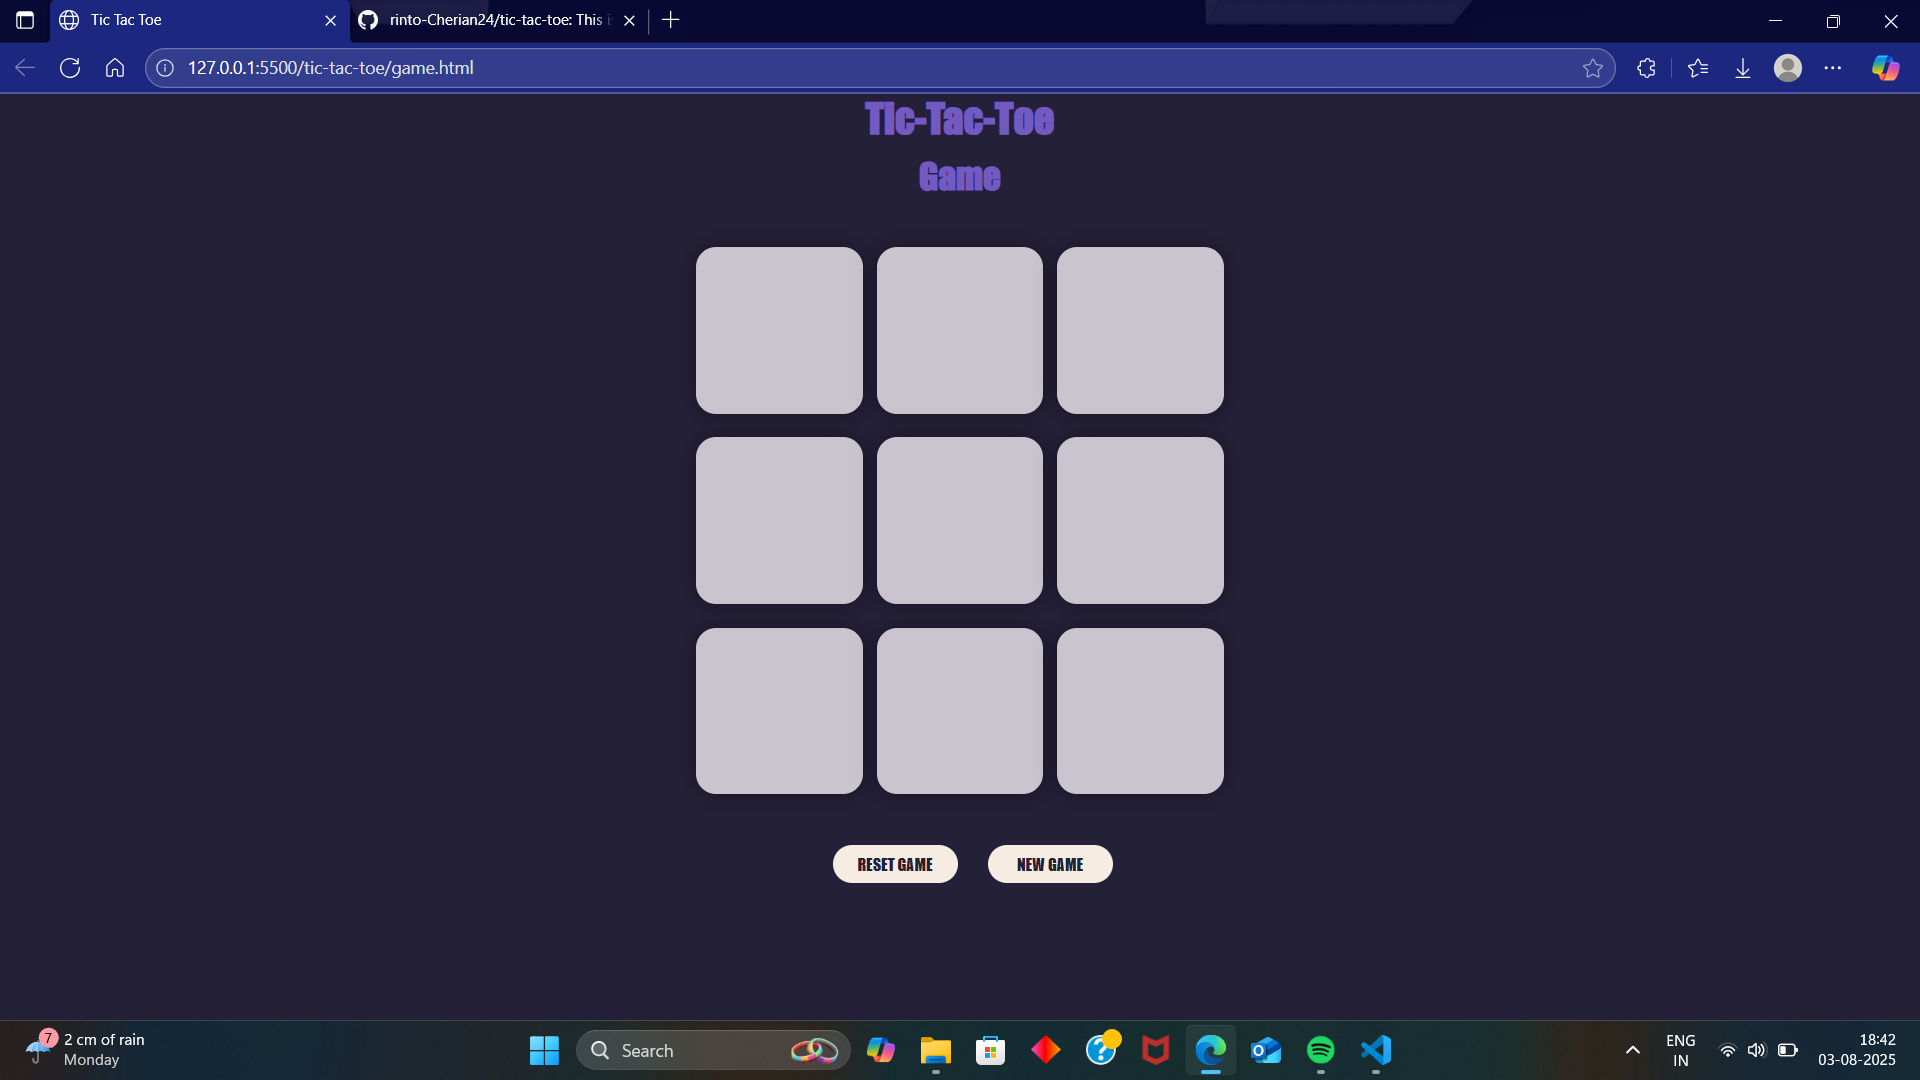 Tic Tac Toe
rinto-Cherian24/tic-tac-toe: This
127.0.0.1:5500/tic-tac-toe/game.html
Tic-Tac-Toe
Game
RESET GAME
NEW GAME
7
2 cm of rain
Monday
Search
ENG
IN
18:42
03-08-2025